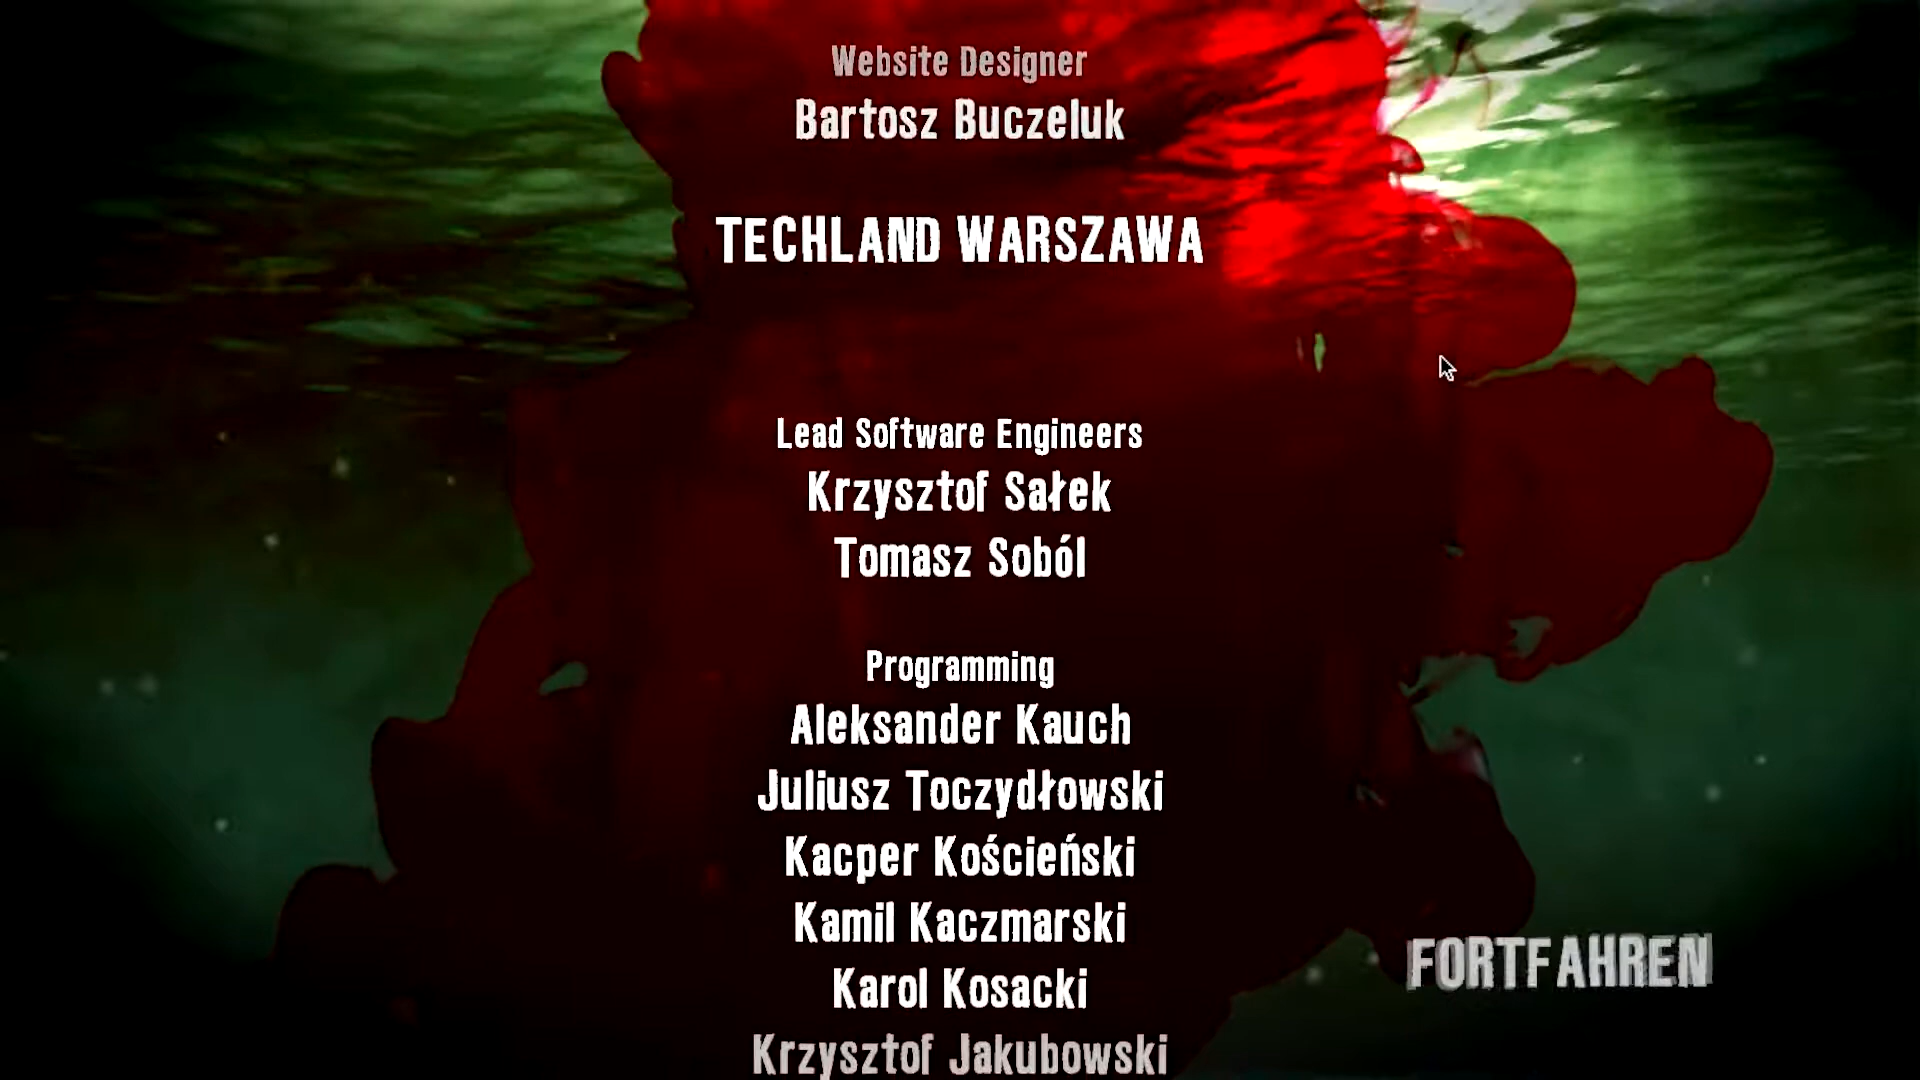 Website Designer
Bartosz Buczeluk
TECHLAND WARSZAWA
Lead Software Engineers
Krzysztof Sałek
Tomasz Soból
Programming
Aleksander Kauch
Juliusz Toczydłowski
Kacper Kościeński
Kamil Kaczmarski
Karol Kosacki
Krzysztof Jakubowski
FORTFAHREN